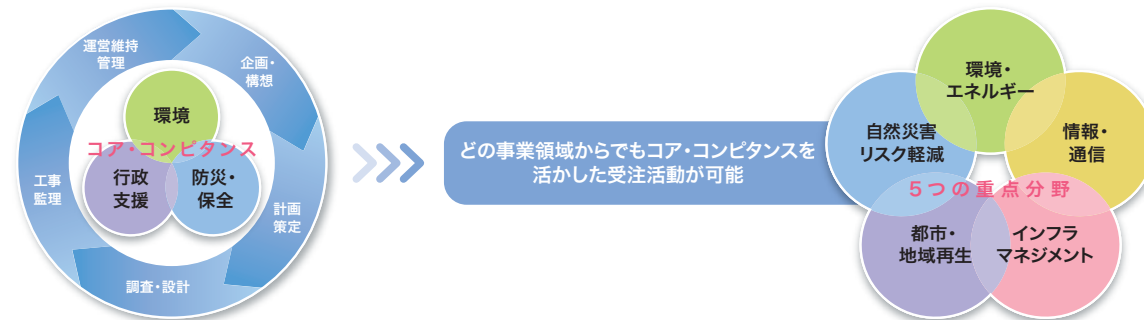 運営維持
管理
企画・
構想
計画
策定
調査・設計
工事
監理
環境
コア・コンピタンス
行政
支援
防災・
保全
どの事業領域からでもコア・コンピタンスを
活かした受注活動が可能
環境・
エネルギー
自然災害
リスク軽減
情報・
通信
5つの重点分野
都市・
地域再生
インフラ
マネジメント